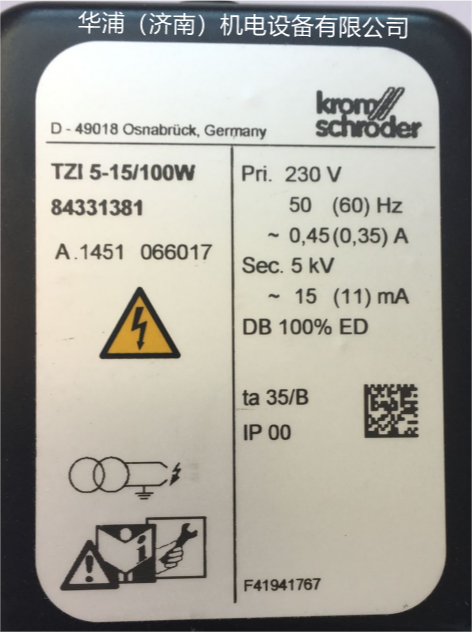 华浦（济南）机电设备有限公司
krom
schroder
D - 49018 Osnabrück, Germany
TZI 5-15/100W
84331381
A.1451 066017
Pri. 230 V
50 (60) Hz
~ 0,45(0,35) A
Sec. 5 kV
~ 15 (11) mA
DB 100% ED
ta 35/B
IP 00
F41941767